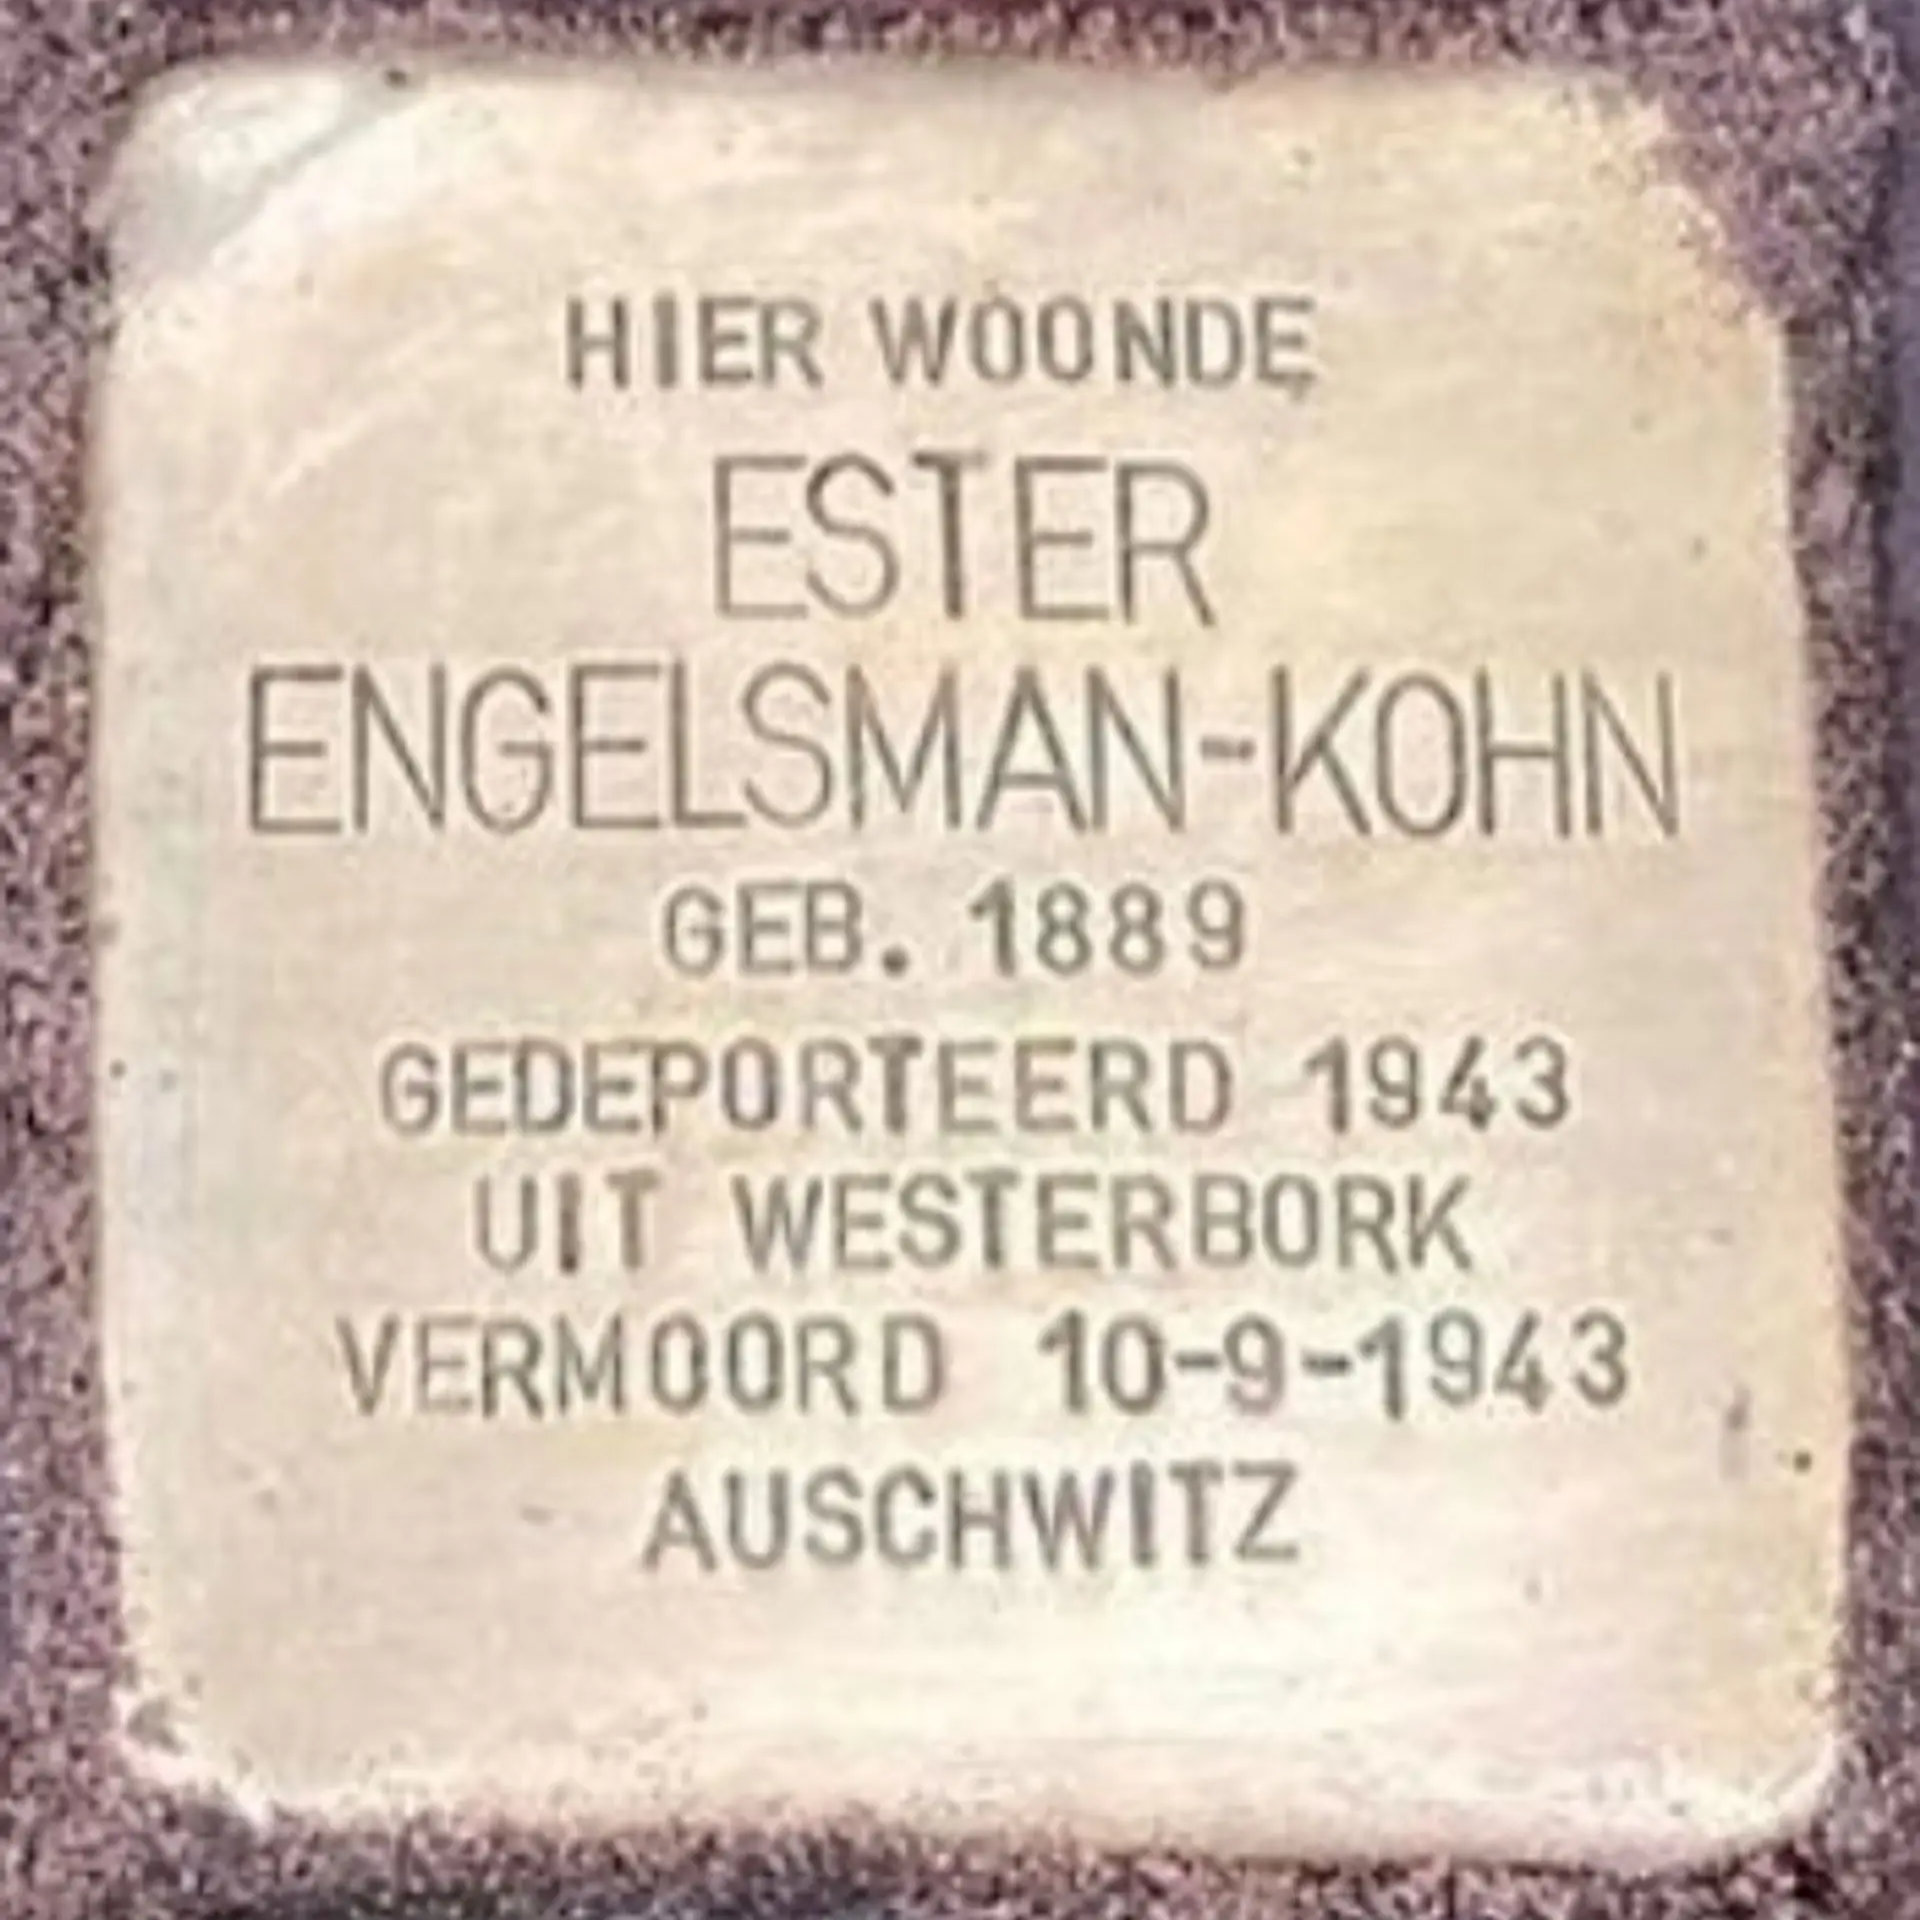 HIER WOONDE
ESTER
ENGELSMAN-KOHN
GEB. 1889
GEDEPORTEERD 1943
UIT WESTERBORK
VERMOORD 10-9-1943
AUSCHWITZ